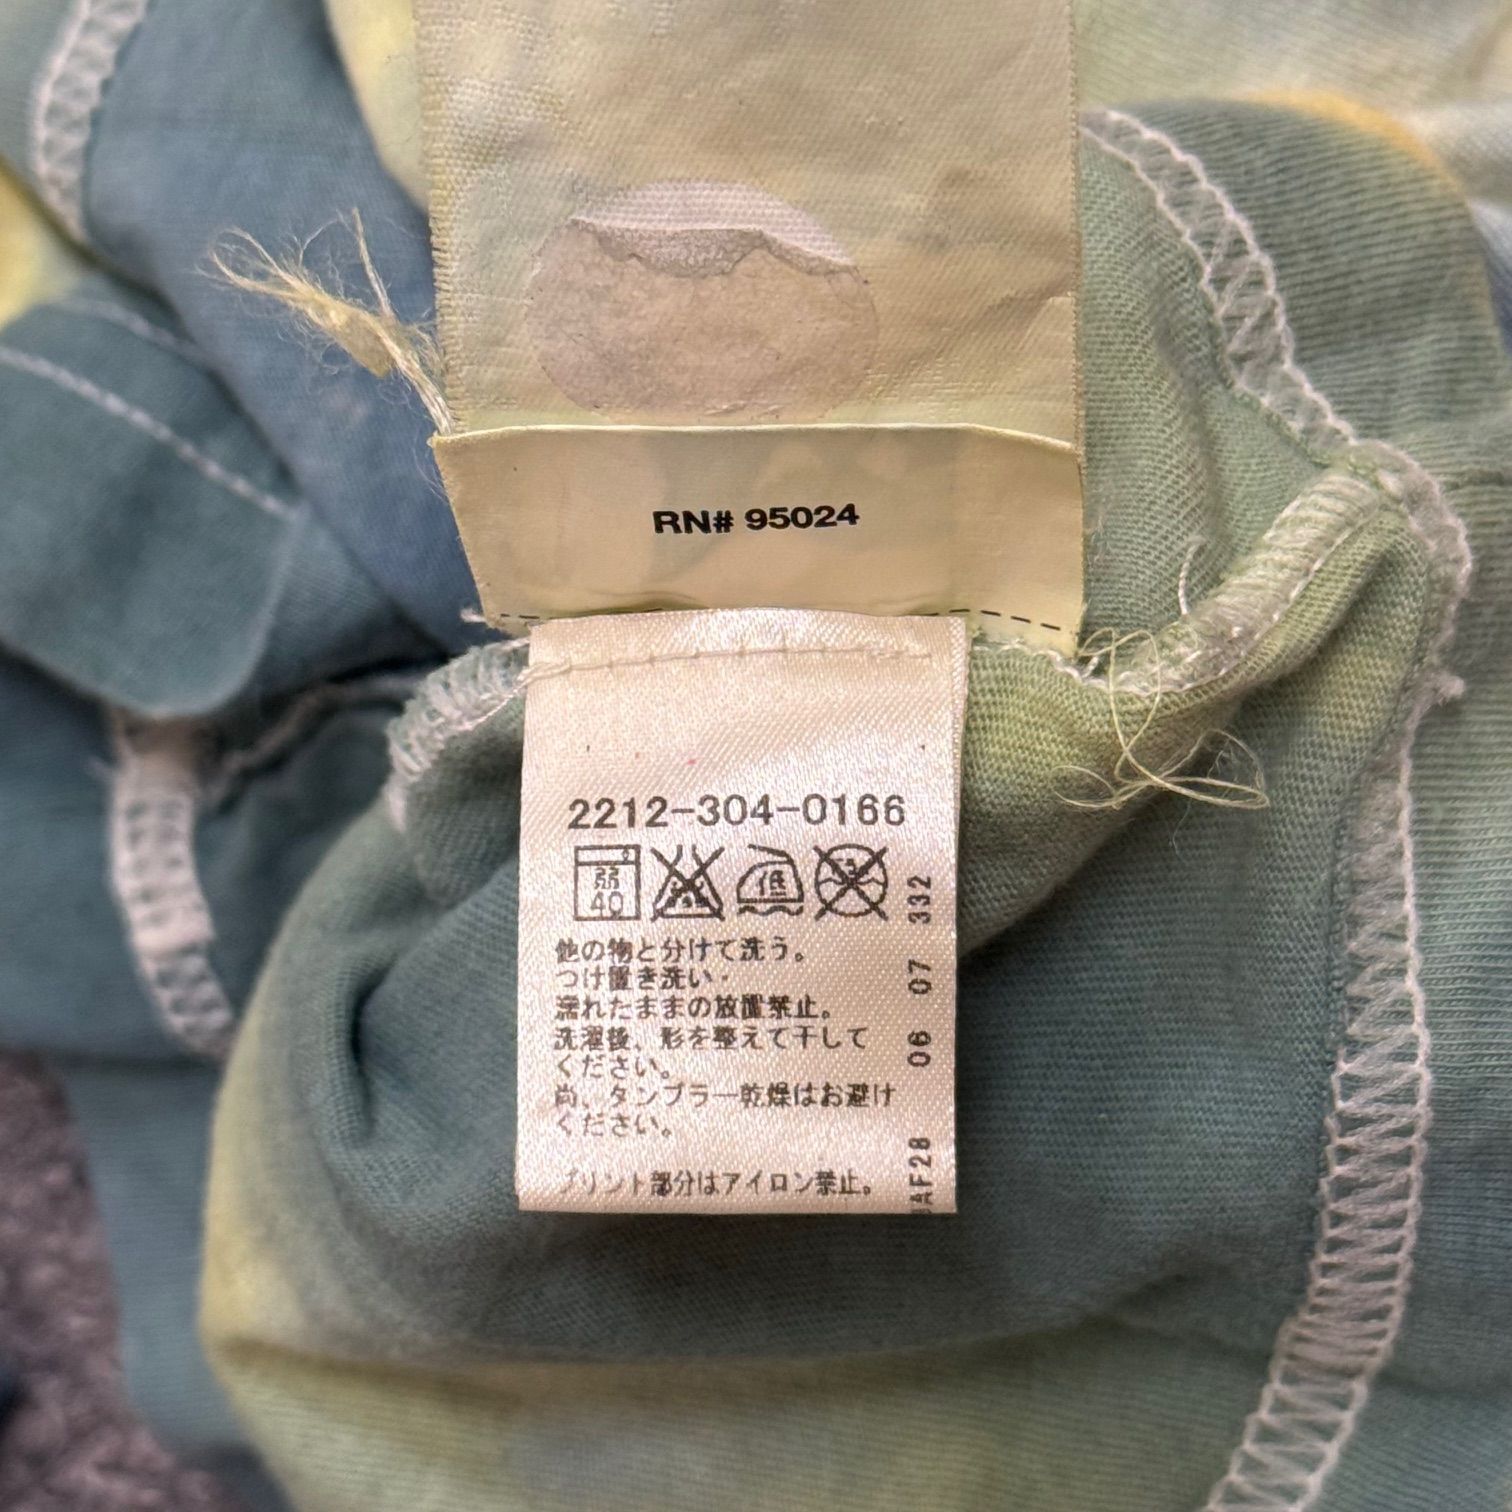 RN# 95024
2212-304-0166
弱
40
低
他の物と分けて洗う。
つけ置き洗い・
濡れたままの放置禁止。
洗濯後、形を整えて干して
ください。
尚、タンブラー乾燥はお避け
ください。
プリント部分はアイロン禁止。
AF28 06 07 332